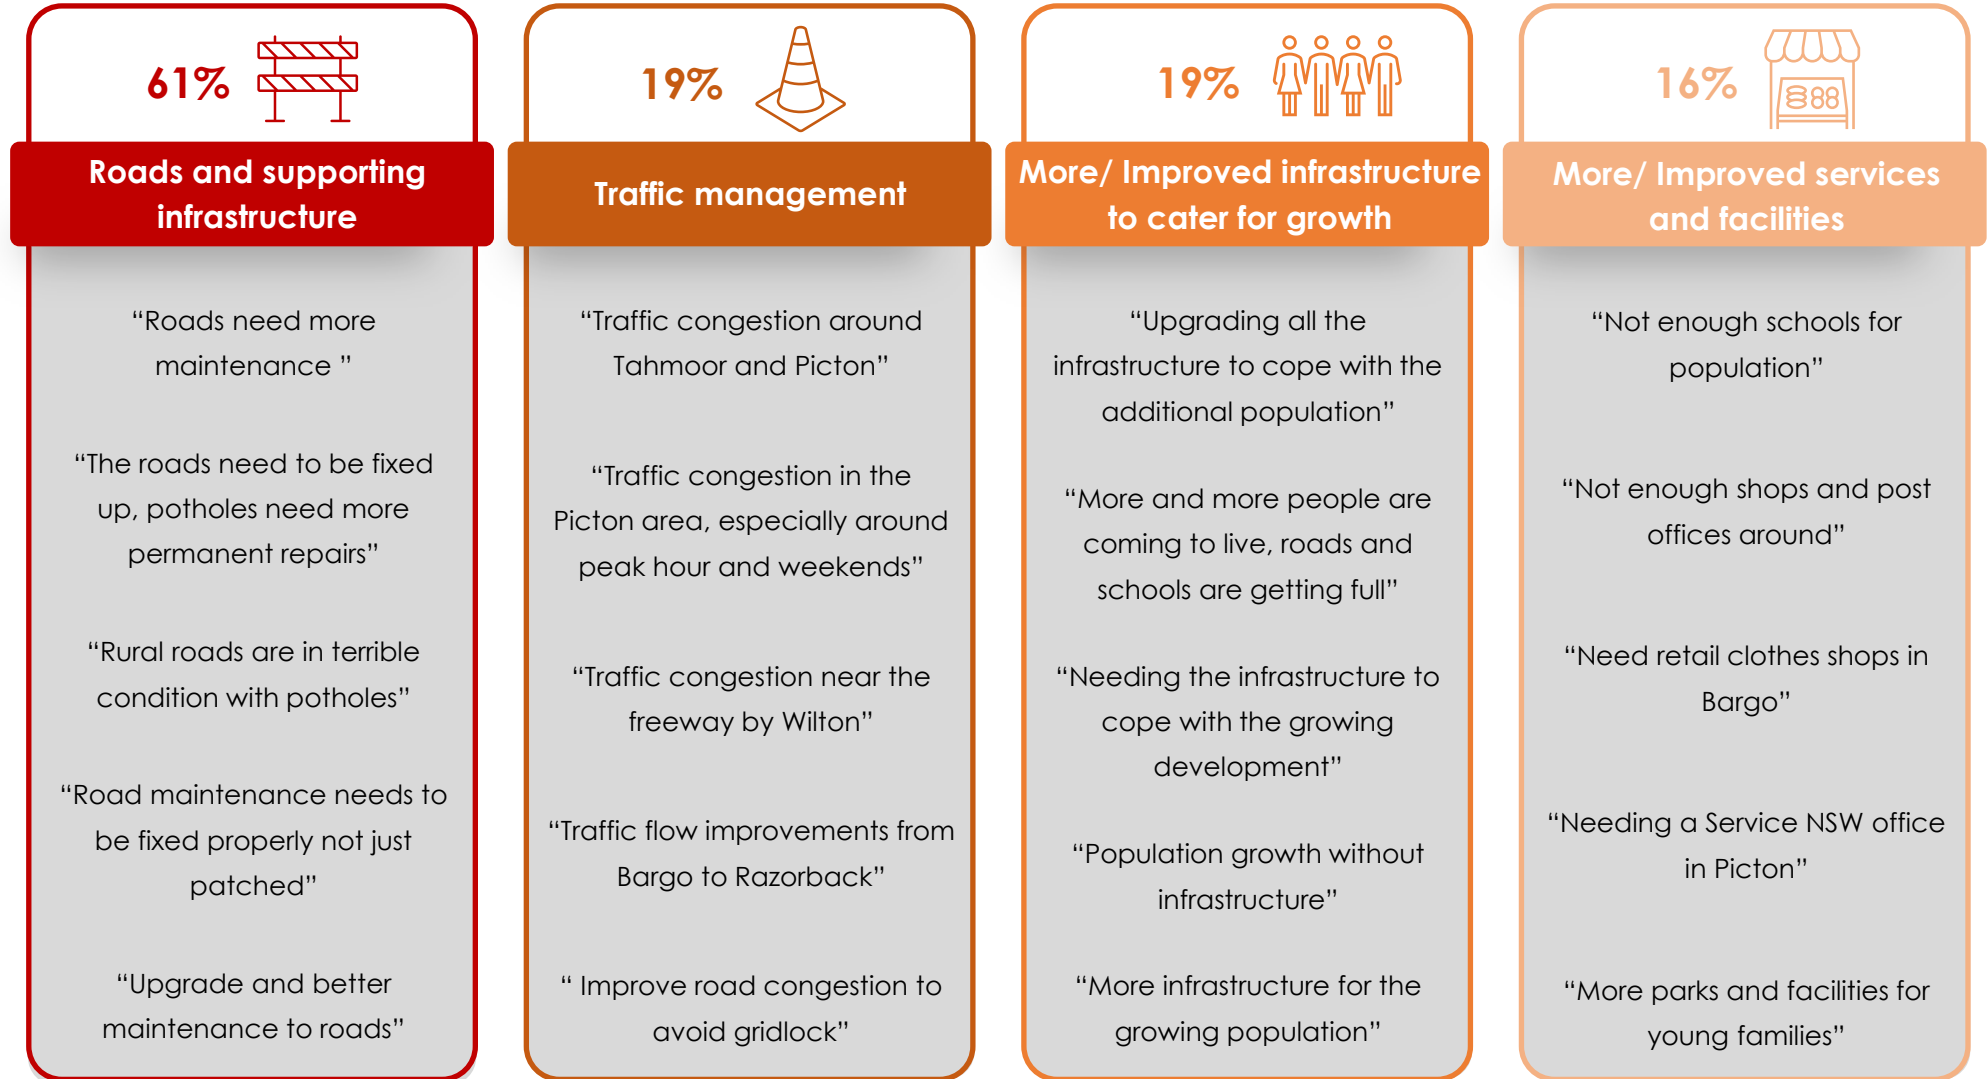 61%
Roads and supporting
infrastructure
“Roads need more
maintenance ”
“The roads need to be fixed
up, potholes need more
permanent repairs”
“Rural roads are in terrible
condition with potholes”
“Road maintenance needs to
be fixed properly not just
patched”
“Upgrade and better
maintenance to roads”
19%
Traffic management
“Traffic congestion around
Tahmoor and Picton”
“Traffic congestion in the
Picton area, especially around
peak hour and weekends”
“Traffic congestion near the
freeway by Wilton”
“Traffic flow improvements from
Bargo to Razorback”
“ Improve road congestion to
avoid gridlock”
19%
More/ Improved infrastructure
to cater for growth
“Upgrading all the
infrastructure to cope with the
additional population”
“More and more people are
coming to live, roads and
schools are getting full”
“Needing the infrastructure to
cope with the growing
development”
“Population growth without
infrastructure”
“More infrastructure for the
growing population”
16%
More/ Improved services
and facilities
“Not enough schools for
population”
“Not enough shops and post
offices around”
“Need retail clothes shops in
Bargo”
“Needing a Service NSW office
in Picton”
“More parks and facilities for
young families”